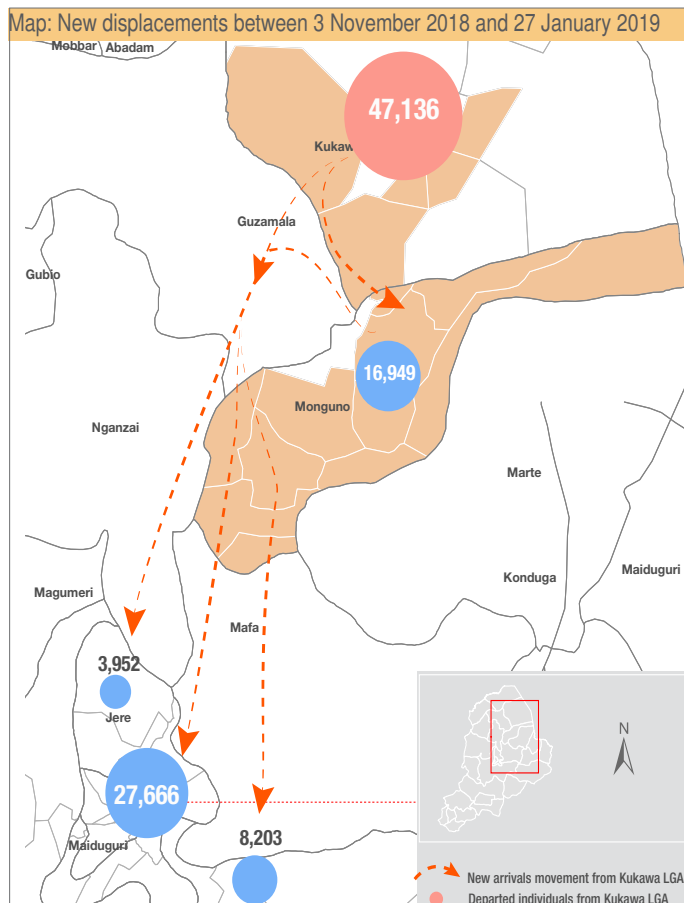 Map: New displacements between 3 November 2018 and 27 January 2019
Mobbar
Abadam
47,136
Kukaw
Guzamala
Gubio
16,949
Monguno
Nganzai
Marte
Konduga
Maiduguri
Magumeri
Mafa
3,952
Jere
N
27,666
8,203
Maiduguri
New arrivals movement from Kukawa LGA
Departed individuals from Kukawa LGA